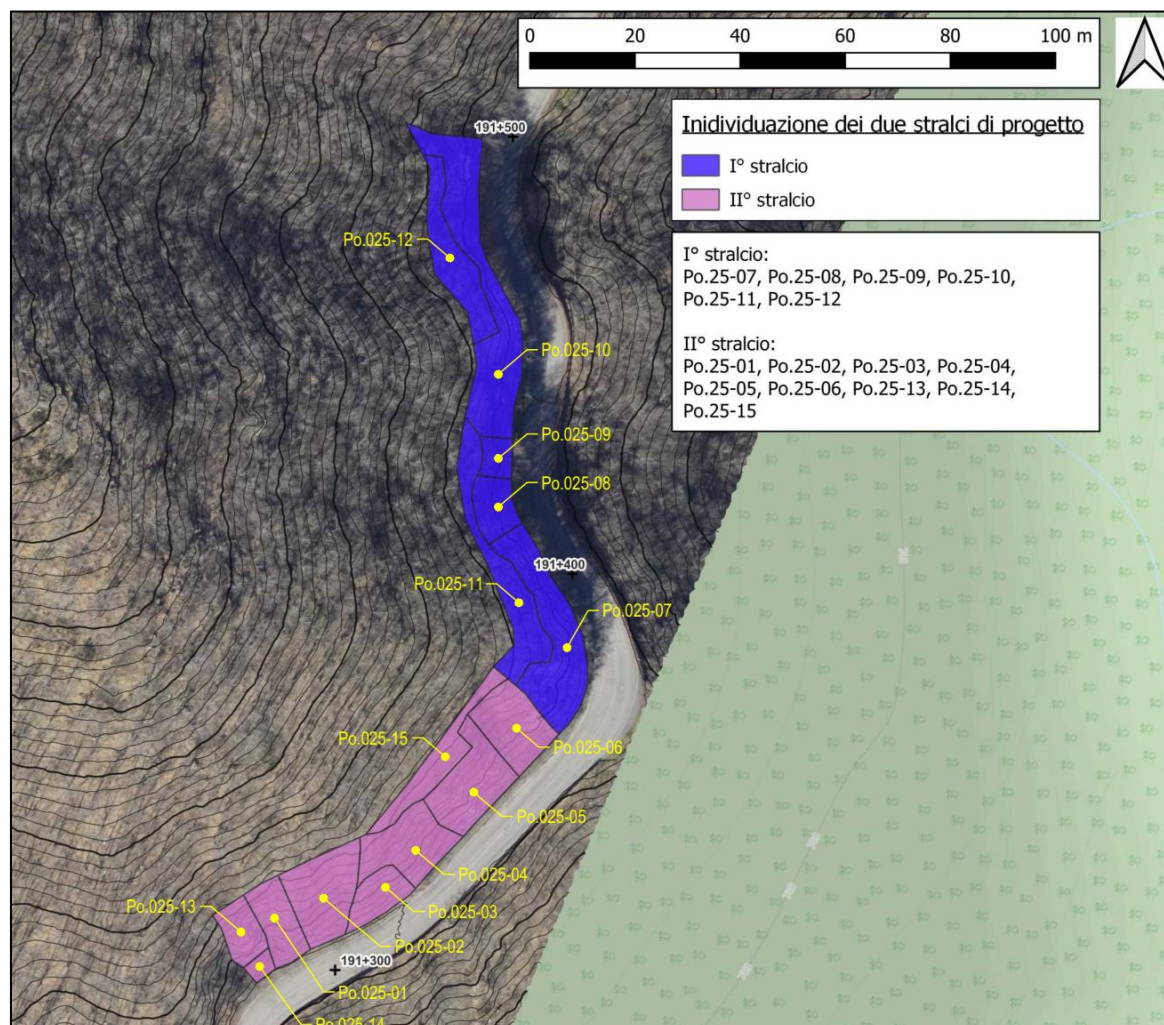 0 20 40 60 80 100 m
Inidividuazione dei due stralci di progetto
I° stralcio
II° stralcio
I° stralcio:
Po.25-07, Po.25-08, Po.25-09, Po.25-10,
Po.25-11, Po.25-12
II° stralcio:
Po.25-01, Po.25-02, Po.25-03, Po.25-04,
Po.25-05, Po.25-06, Po.25-13, Po.25-14,
Po.25-15
191+500
Po.025-12
Po.025-10
Po.025-09
Po.025-08
191+400
Po.025-11
Po.025-07
Po.025-15
Po.025-06
Po.025-05
Po.025-04
Po.025-03
Po.025-13
Po.025-02
191+300
Po.025-01
Po.025-14